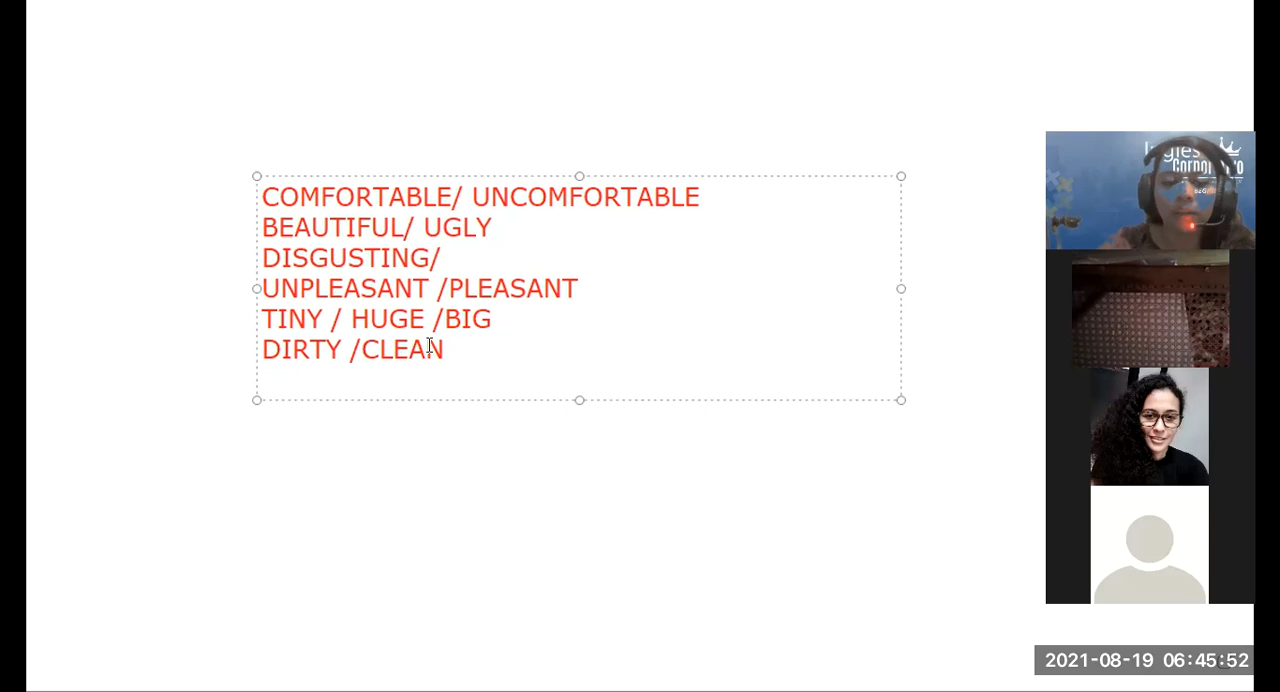 COMFORTABLE/ UNCOMFORTABLE
BEAUTIFUL/ UGLY
DISGUSTING/
UNPLEASANT /PLEASANT
TINY / HUGE /BIG
DIRTY /CLEAN
2021-08-19 06:45:52